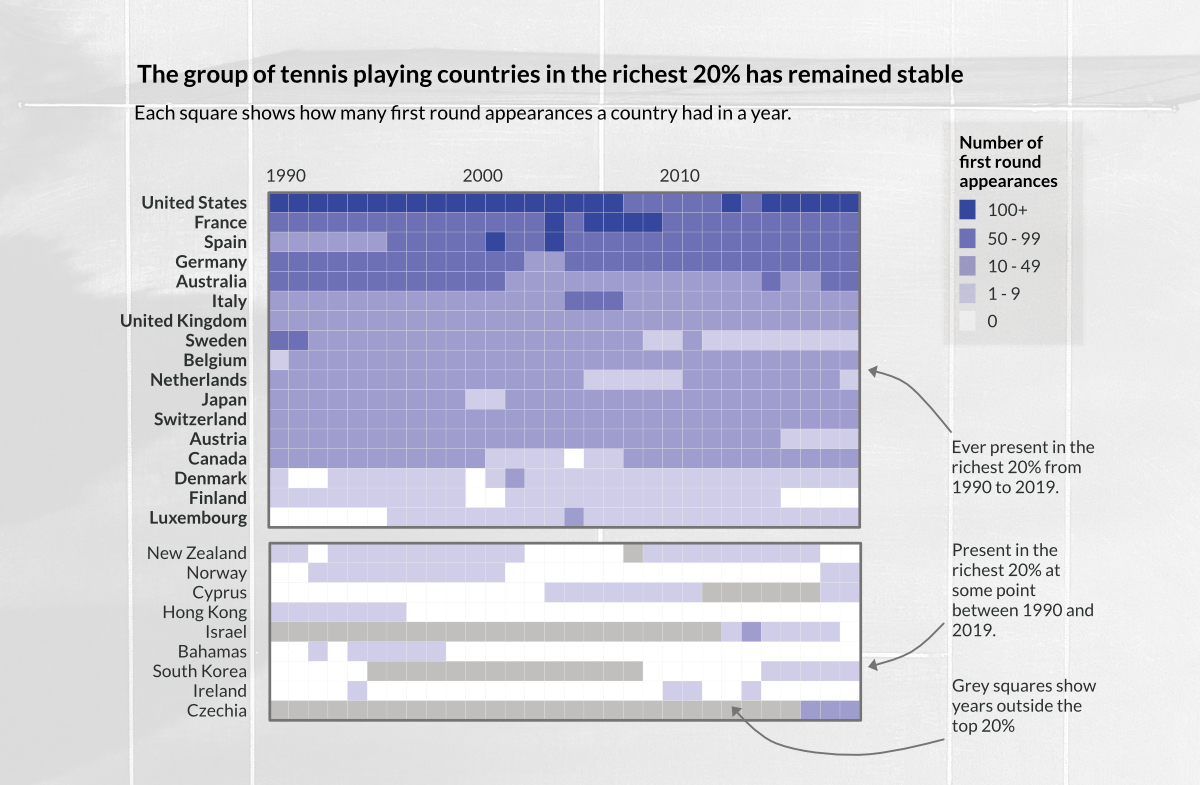 The group of tennis playing countries in the richest 20% has remained stable
Each square shows how many first round appearances a country had in a year.
Number of
first round
appearances
100+
50 - 99
10 - 49
1 - 9
0
1990 2000 2010
United States
France
Spain
Germany
Australia
Italy
United Kingdom
Sweden
Belgium
Netherlands
Japan
Switzerland
Austria
Canada
Denmark
Finland
Luxembourg
Ever present in the
richest 20% from
1990 to 2019.
New Zealand
Norway
Cyprus
Hong Kong
Israel
Bahamas
South Korea
Ireland
Czechia
Present in the
richest 20% at
some point
between 1990 and
2019.
Grey squares show
years outside the
top 20%